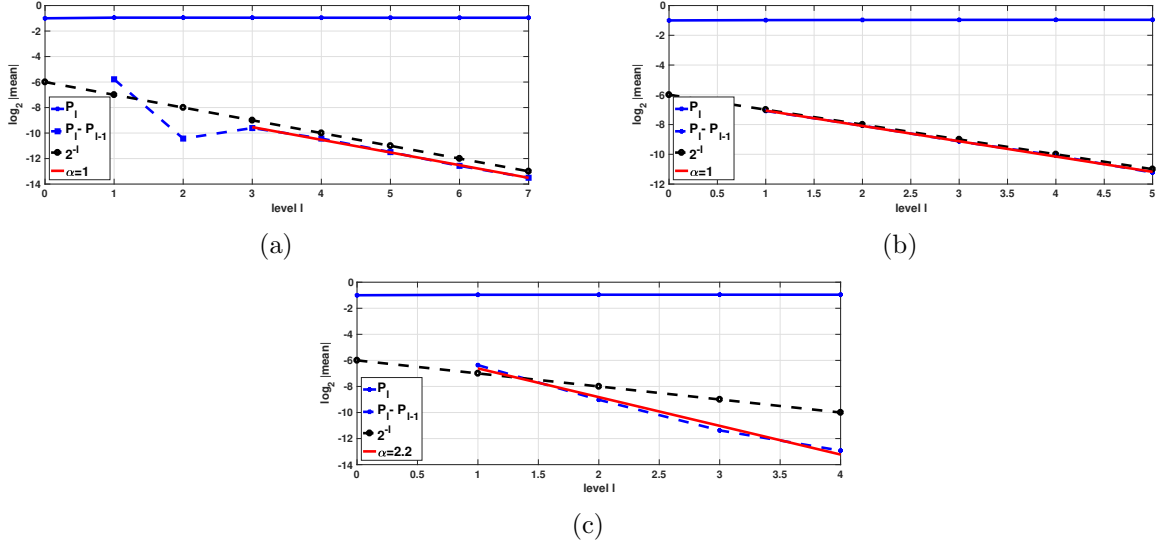 0
-2
-4
-6
-8
-10
-12
-14
log₂ |mean|
P_l
P_l - P_{l-1}
2^{-l}
α=1
0 1 2 3 4 5 6 7
level l
(a)
0
-2
-4
-6
-8
-10
-12
log₂ |mean|
P_l
P_l - P_{l-1}
2^{-l}
α=1
0 0.5 1 1.5 2 2.5 3 3.5 4 4.5 5
level l
(b)
0
-2
-4
-6
-8
-10
-12
-14
log₂ |mean|
P_l
P_l - P_{l-1}
2^{-l}
α=2.2
0 0.5 1 1.5 2 2.5 3 3.5 4
level l
(c)